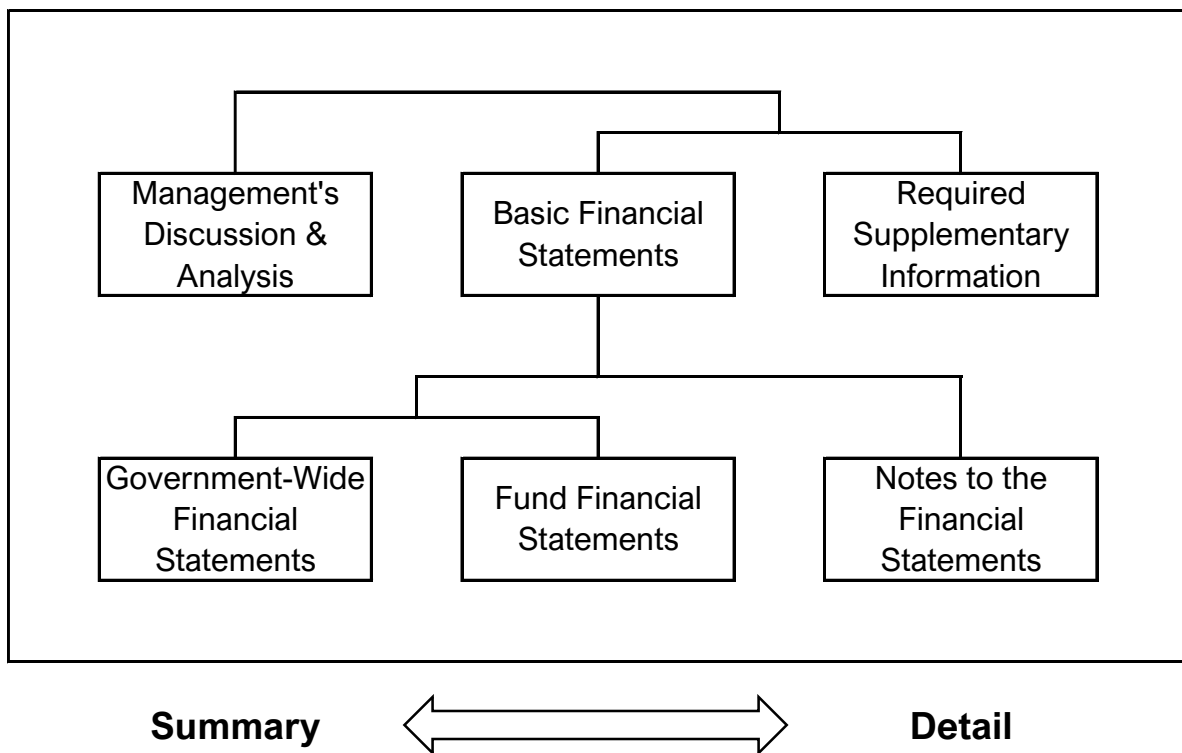 Management's
Discussion &
Analysis
Basic Financial
Statements
Required
Supplementary
Information
Government-Wide
Financial
Statements
Fund Financial
Statements
Notes to the
Financial
Statements
Summary
Detail